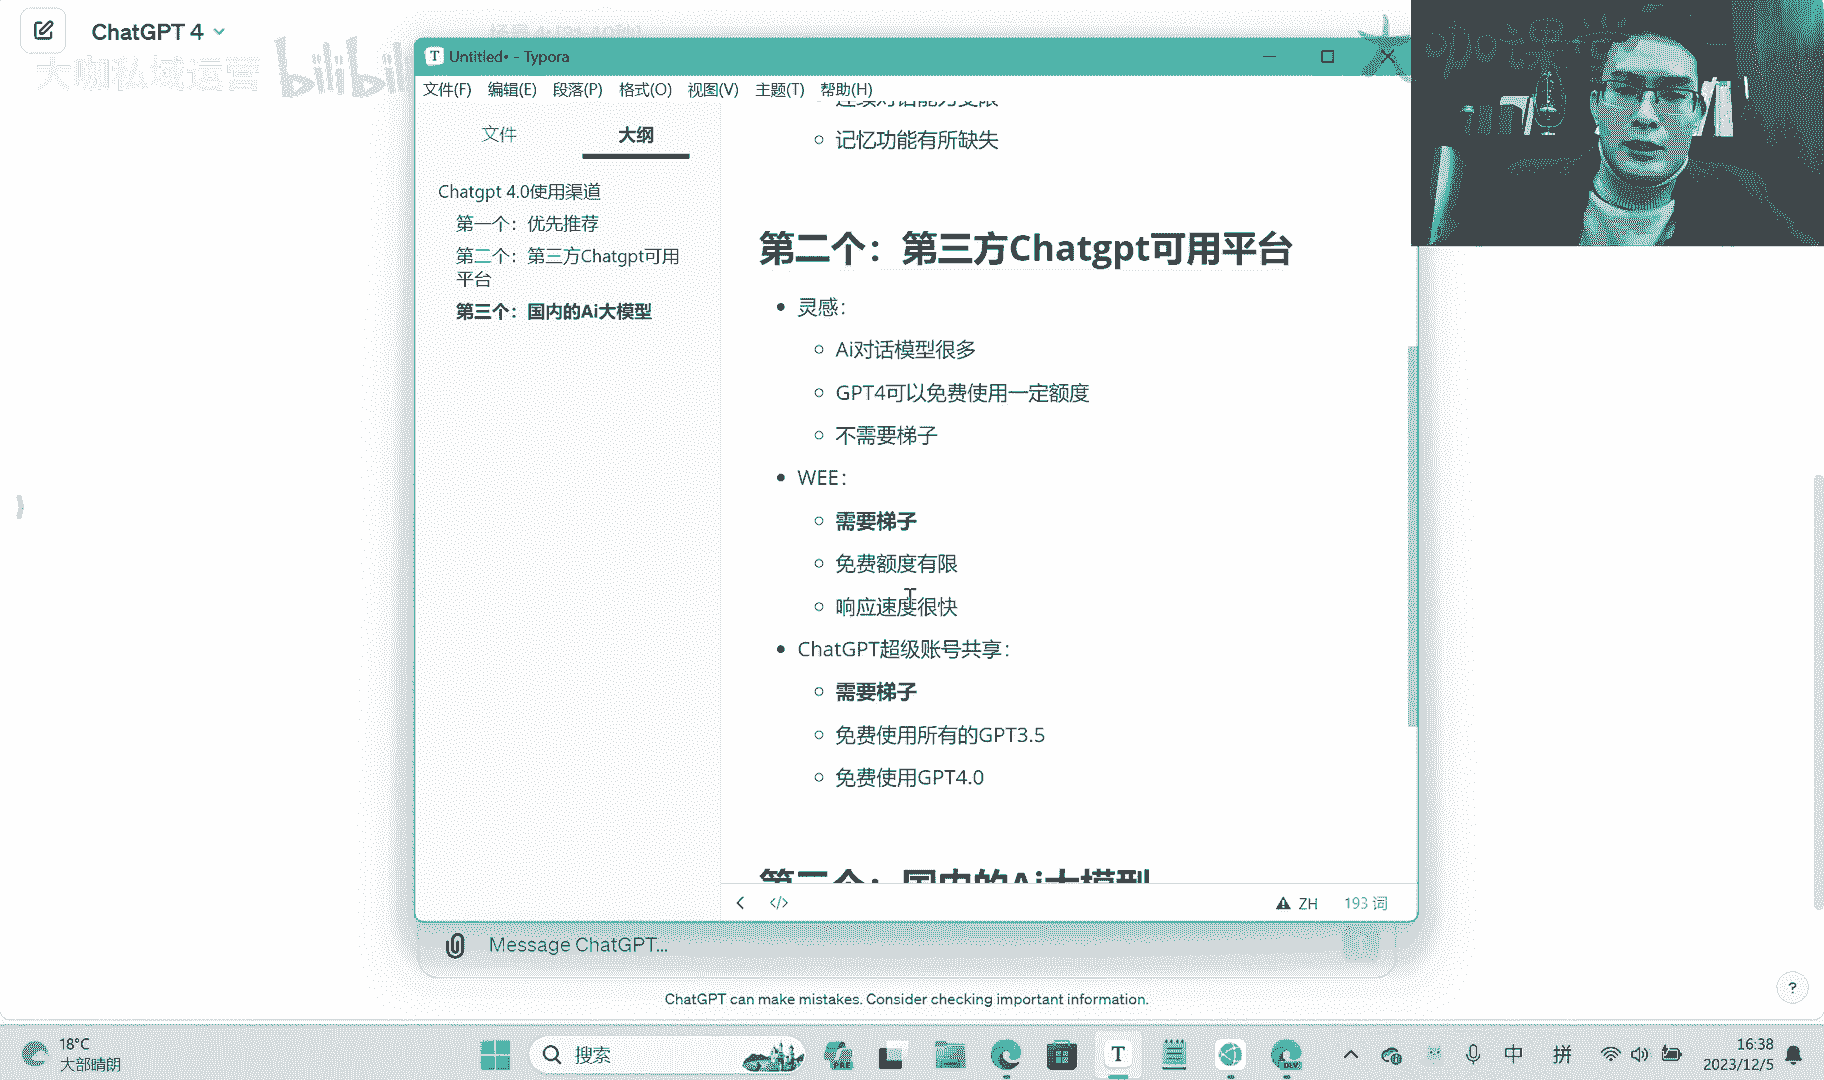 ChatGPT 4
大咖私域运营 bilibili
Untitled• - Typora
文件(F) 编辑(E) 段落(P) 格式(O) 视图(V) 主题(T) 帮助(H)
文件 大纲
Chatgpt 4.0使用渠道
第一个：优先推荐
第二个：第三方Chatgpt可用
平台
第三个：国内的Ai大模型
连续对话能力受限
记忆功能有所缺失
第二个：第三方Chatgpt可用平台
灵感：
Ai对话模型很多
GPT4可以免费使用一定额度
不需要梯子
WEE：
需要梯子
免费额度有限
响应速度很快
ChatGPT超级账号共享：
需要梯子
免费使用所有的GPT3.5
免费使用GPT4.0
第三个：国内的Ai大模型
ZH 193 词
Message ChatGPT...
ChatGPT can make mistakes. Consider checking important information.
?
18°C
大部晴朗
搜索
PRE
DEV
中 拼
16:38
2023/12/5